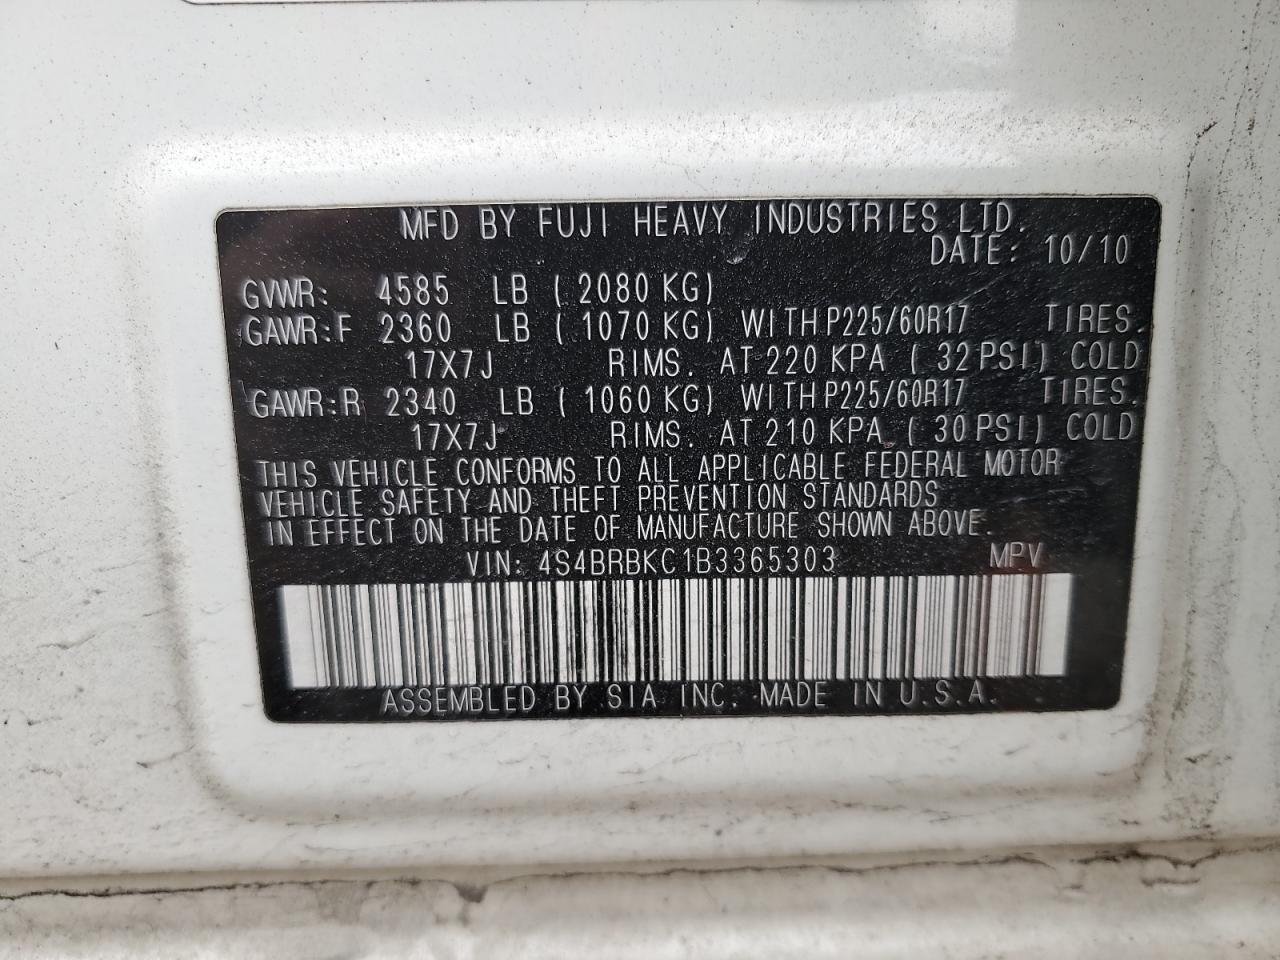 MFD BY FUJI HEAVY INDUSTRIES LTD.
DATE: 10/10
GVWR: 4585 LB ( 2080 KG)
GAWR:F 2360 LB ( 1070 KG) WITH P225/60R17 TIRES.
17X7J RIMS. AT 220 KPA ( 32 PSI) COLD
GAWR:R 2340 LB ( 1060 KG) WITH P225/60R17 TIRES.
17X7J RIMS. AT 210 KPA ( 30 PSI) COLD
THIS VEHICLE CONFORMS TO ALL APPLICABLE FEDERAL MOTOR
VEHICLE SAFETY AND THEFT PREVENTION STANDARDS
IN EFFECT ON THE DATE OF MANUFACTURE SHOWN ABOVE.
VIN: 4S4BRBKC1B3365303 MPV
ASSEMBLED BY SIA INC. MADE IN U.S.A.